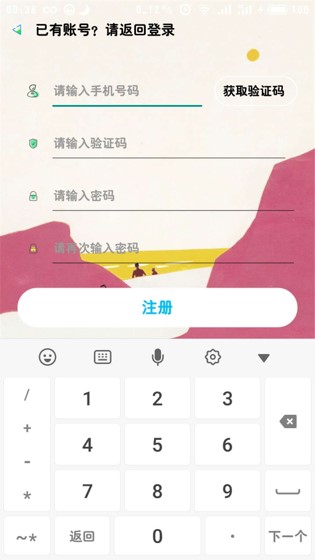 已有账号？请返回登录
请输入手机号码
获取验证码
请输入验证码
请输入密码
请再次输入密码
注册
/ 1 2 3
+
- 4 5 6
* 7 8 9
~* 返回 0 . 下一个